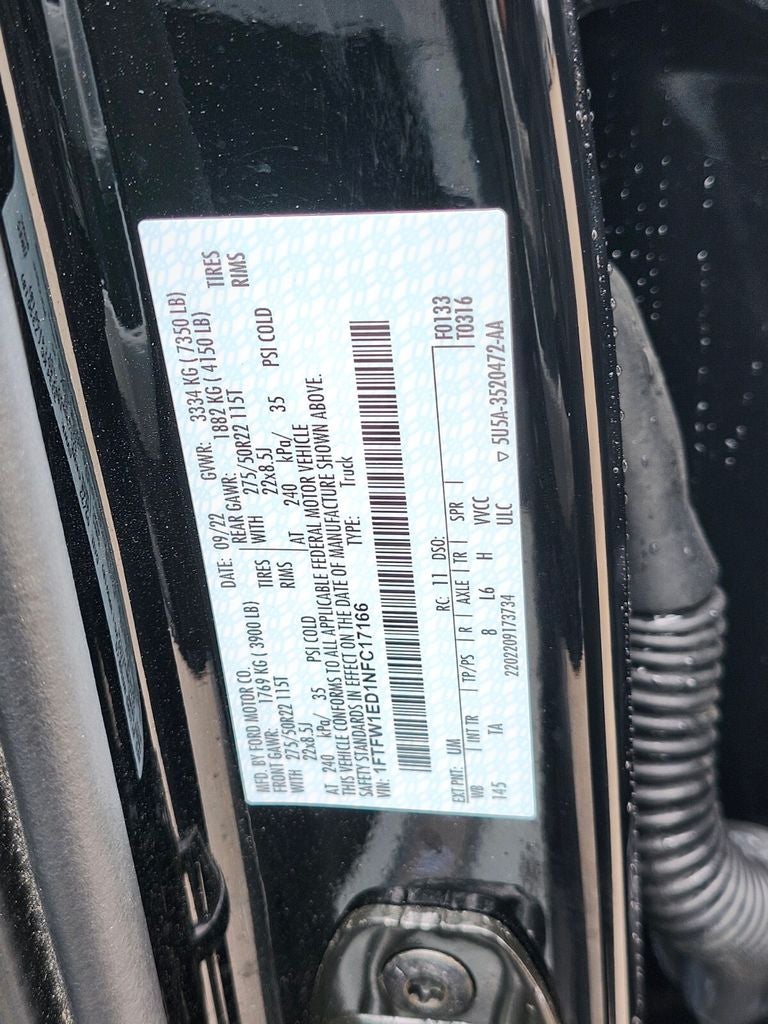 MFD. BY FORD MOTOR CO.
DATE: 09/22 GVWR: 3334 KG ( 7350 LB)
FRONT GAWR: 1769 KG ( 3900 LB) REAR GAWR: 1882 KG ( 4150 LB)
WITH 275/50R22 115T TIRES WITH 275/50R22 115T TIRES
22x8.5J RIMS 22x8.5J RIMS
AT 240 kPa/ 35 PSI COLD AT 240 kPa/ 35 PSI COLD
THIS VEHICLE CONFORMS TO ALL APPLICABLE FEDERAL MOTOR VEHICLE
SAFETY STANDARDS IN EFFECT ON THE DATE OF MANUFACTURE SHOWN ABOVE.
VIN: 1FTFW1ED1NFC17166 TYPE: Truck
F0133
T0316
EXT PNT: UM RC: 11 DSO:
WB INT TR TP/PS R AXLE TR SPR
145 TA 8 L6 H WCC
2202209173734 ULC
▽ 5U5A-3520472-AA